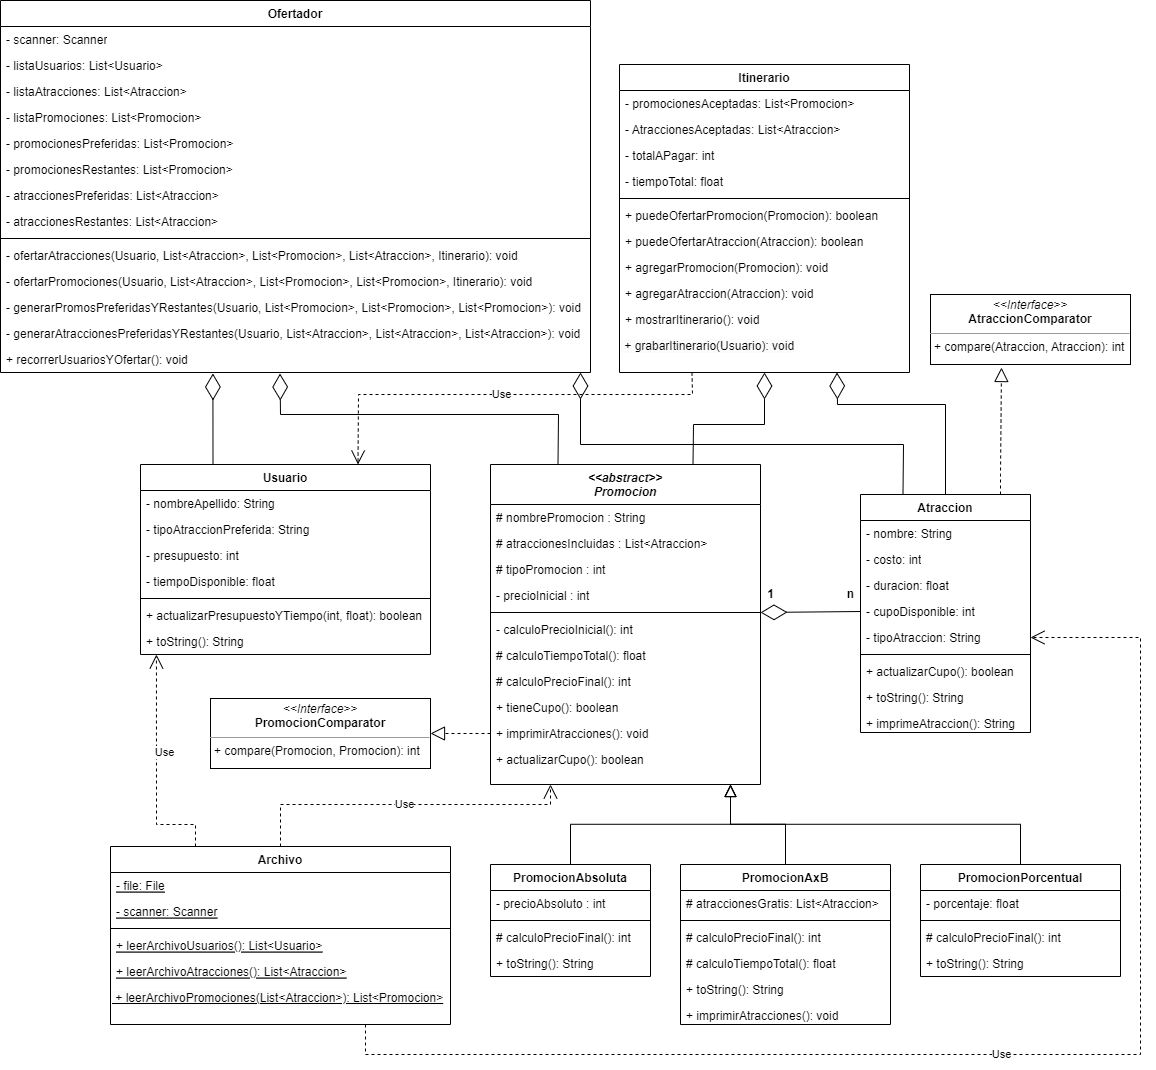 Ofertador
- scanner: Scanner
- listaUsuarios: List<Usuario>
- listaAtracciones: List<Atraccion>
- listaPromociones: List<Promocion>
- promocionesPreferidas: List<Promocion>
- promocionesRestantes: List<Promocion>
- atraccionesPreferidas: List<Atraccion>
- atraccionesRestantes: List<Atraccion>
- ofertarAtracciones(Usuario, List<Atraccion>, List<Promocion>, List<Atraccion>, Itinerario): void
- ofertarPromociones(Usuario, List<Atraccion>, List<Promocion>, List<Promocion>, Itinerario): void
- generarPromosPreferidasYRestantes(Usuario, List<Promocion>, List<Promocion>, List<Promocion>): void
- generarAtraccionesPreferidasYRestantes(Usuario, List<Atraccion>, List<Atraccion>, List<Atraccion>): void
+ recorrerUsuariosYOfertar(): void
Itinerario
- promocionesAceptadas: List<Promocion>
- AtraccionesAceptadas: List<Atraccion>
- totalAPagar: int
- tiempoTotal: float
+ puedeOfertarPromocion(Promocion): boolean
+ puedeOfertarAtraccion(Atraccion): boolean
+ agregarPromocion(Promocion): void
+ agregarAtraccion(Atraccion): void
+ mostrarItinerario(): void
+ grabarItinerario(Usuario): void
<<Interface>>
AtraccionComparator
+ compare(Atraccion, Atraccion): int
Use
Usuario
- nombreApellido: String
- tipoAtraccionPreferida: String
- presupuesto: int
- tiempoDisponible: float
+ actualizarPresupuestoYTiempo(int, float): boolean
+ toString(): String
<<abstract>>
Promocion
# nombrePromocion : String
# atraccionesIncluidas : List<Atraccion>
# tipoPromocion : int
- precioInicial : int
- calculoPrecioInicial(): int
# calculoTiempoTotal(): float
# calculoPrecioFinal(): int
+ tieneCupo(): boolean
+ imprimirAtracciones(): void
+ actualizarCupo(): boolean
1
n
Atraccion
- nombre: String
- costo: int
- duracion: float
- cupoDisponible: int
- tipoAtraccion: String
+ actualizarCupo(): boolean
+ toString(): String
+ imprimeAtraccion(): String
<<Interface>>
PromocionComparator
+ compare(Promocion, Promocion): int
Use
Use
Archivo
- file: File
- scanner: Scanner
+ leerArchivoUsuarios(): List<Usuario>
+ leerArchivoAtracciones(): List<Atraccion>
+ leerArchivoPromociones(List<Atraccion>): List<Promocion>
PromocionAbsoluta
- precioAbsoluto : int
# calculoPrecioFinal(): int
+ toString(): String
PromocionAxB
# atraccionesGratis: List<Atraccion>
# calculoPrecioFinal(): int
# calculoTiempoTotal(): float
+ toString(): String
+ imprimirAtracciones(): void
PromocionPorcentual
- porcentaje: float
# calculoPrecioFinal(): int
+ toString(): String
Use